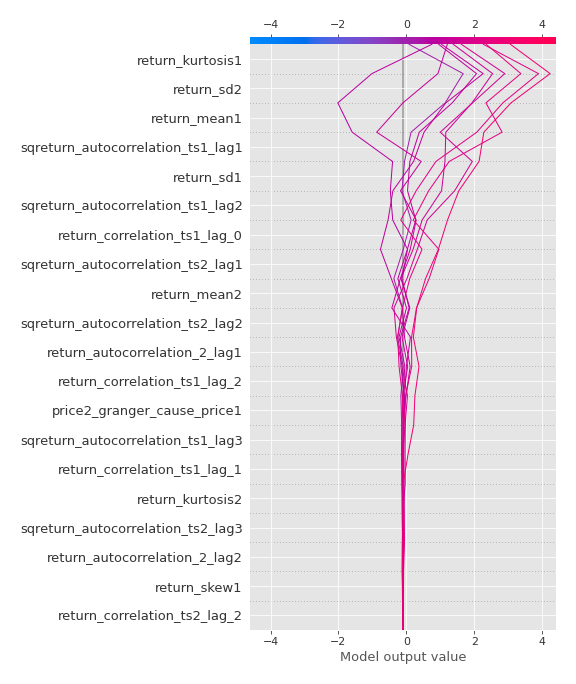 −4 −2 0 2 4
return_kurtosis1
return_sd2
return_mean1
sqreturn_autocorrelation_ts1_lag1
return_sd1
sqreturn_autocorrelation_ts1_lag2
return_correlation_ts1_lag_0
sqreturn_autocorrelation_ts2_lag1
return_mean2
sqreturn_autocorrelation_ts2_lag2
return_autocorrelation_2_lag1
return_correlation_ts1_lag_2
price2_granger_cause_price1
sqreturn_autocorrelation_ts1_lag3
return_correlation_ts1_lag_1
return_kurtosis2
sqreturn_autocorrelation_ts2_lag3
return_autocorrelation_2_lag2
return_skew1
return_correlation_ts2_lag_2
−4 −2 0 2 4
Model output value